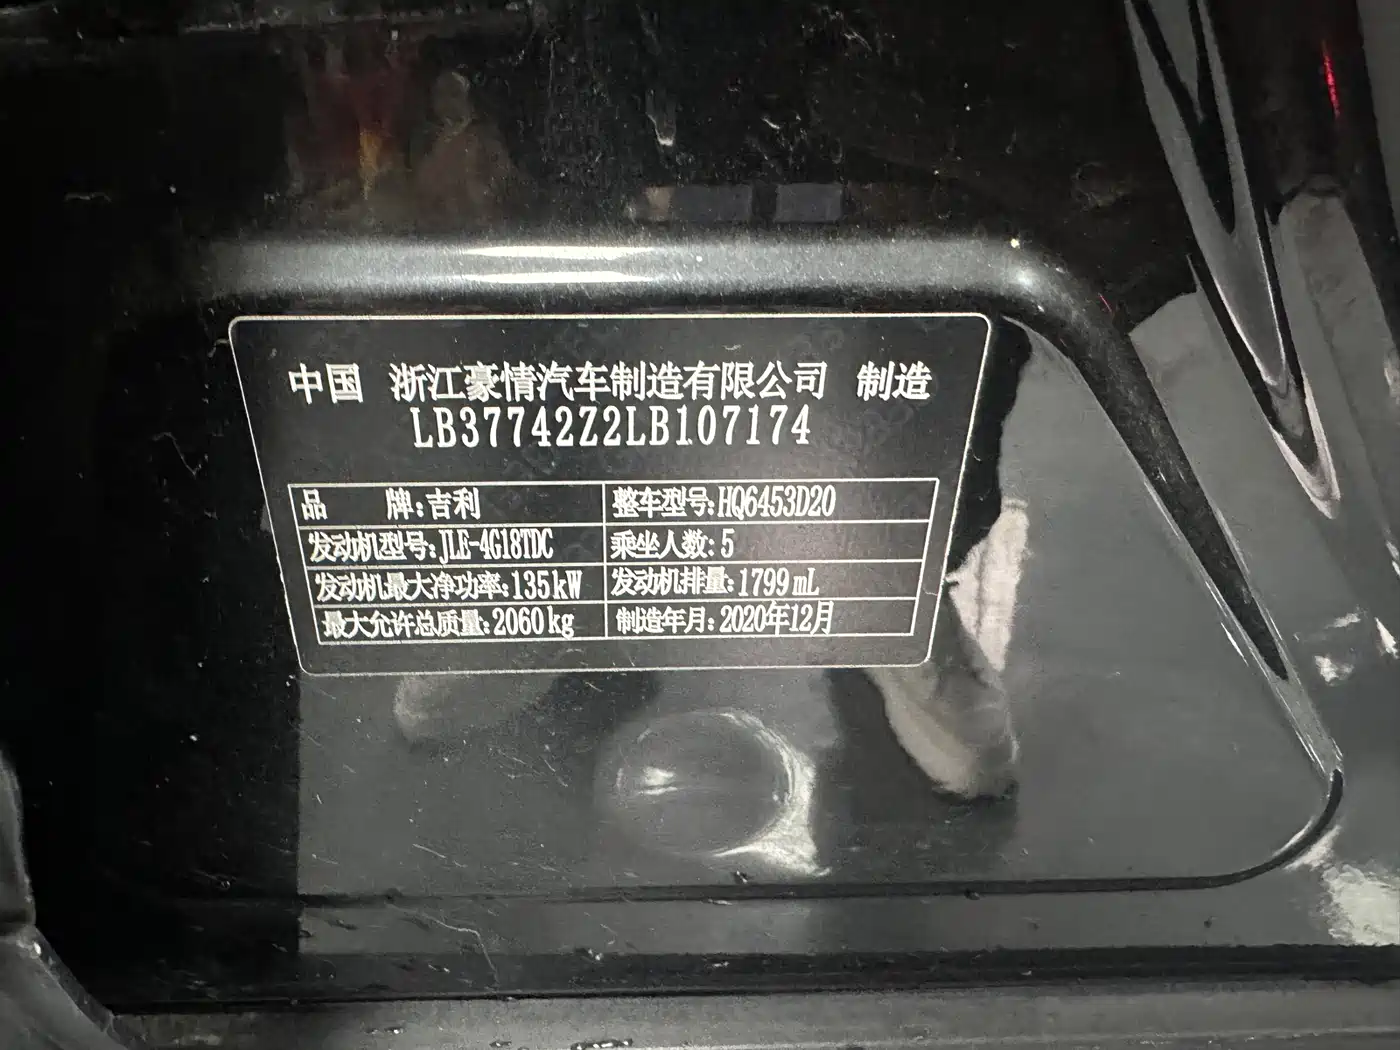 中国 浙江豪情汽车制造有限公司 制造
LB37742Z2LB107174
品 牌:吉利 整车型号:HQ6453D20
发动机型号:JLE-4G18TDC 乘坐人数:5
发动机最大净功率:135kW 发动机排量:1799mL
最大允许总质量:2060kg 制造年月:2020年12月